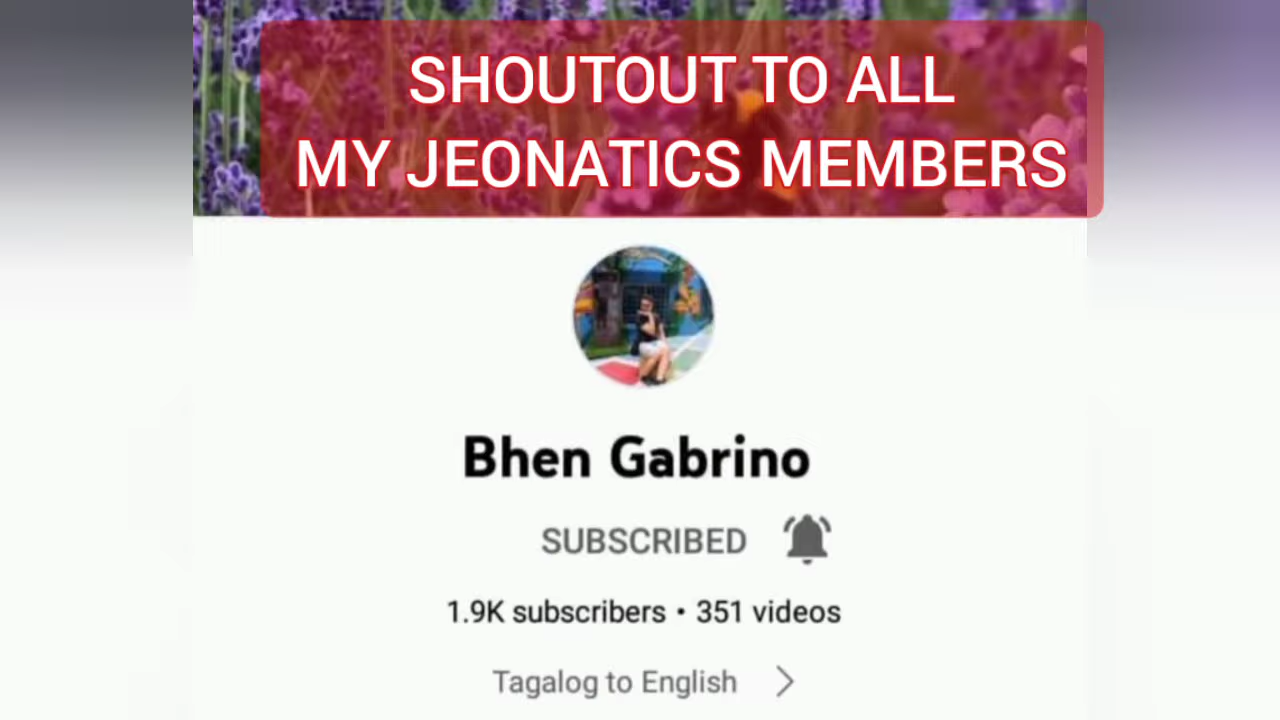 SHOUTOUT TO ALL
MY JEONATICS MEMBERS
Bhen Gabrino
SUBSCRIBED
1.9K subscribers • 351 videos
Tagalog to English